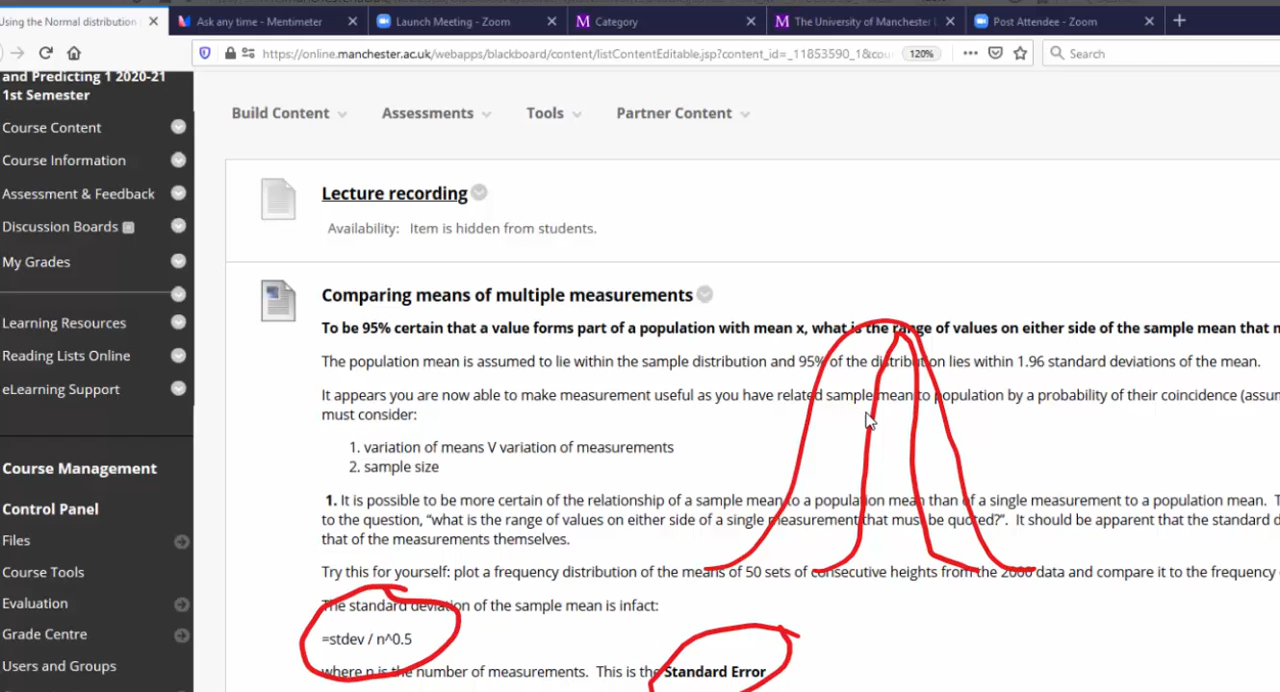 Using the Normal distribution
Ask any time - Mentimeter
Launch Meeting - Zoom
Category
The University of Manchester
Post Attendee - Zoom
https://online.manchester.ac.uk/webapps/blackboard/content/listContentEditable.jsp?content_id=_11853590_1&cou
120%
Search
and Predicting 1 2020-21
1st Semester
Course Content
Course Information
Assessment & Feedback
Discussion Boards
My Grades
Learning Resources
Reading Lists Online
eLearning Support
Course Management
Control Panel
Files
Course Tools
Evaluation
Grade Centre
Users and Groups
Build Content
Assessments
Tools
Partner Content
Lecture recording
Availability: Item is hidden from students.
Comparing means of multiple measurements
To be 95% certain that a value forms part of a population with mean x, what is the range of values on either side of the sample mean that
The population mean is assumed to lie within the sample distribution and 95% of the distribution lies within 1.96 standard deviations of the mean.
It appears you are now able to make measurement useful as you have related sample mean to population by a probability of their coincidence
must consider:
1. variation of means V variation of measurements
2. sample size
1. It is possible to be more certain of the relationship of a sample mean to a population mean than of a single measurement to a population mean.
to the question, “what is the range of values on either side of a single measurement that must be quoted?”. It should be apparent that the standard
that of the measurements themselves.
Try this for yourself: plot a frequency distribution of the means of 50 sets of consecutive heights from the 2000 data and compare it to the frequency
The standard deviation of the sample mean is infact:
=stdev / n^0.5
where n is the number of measurements. This is the Standard Error